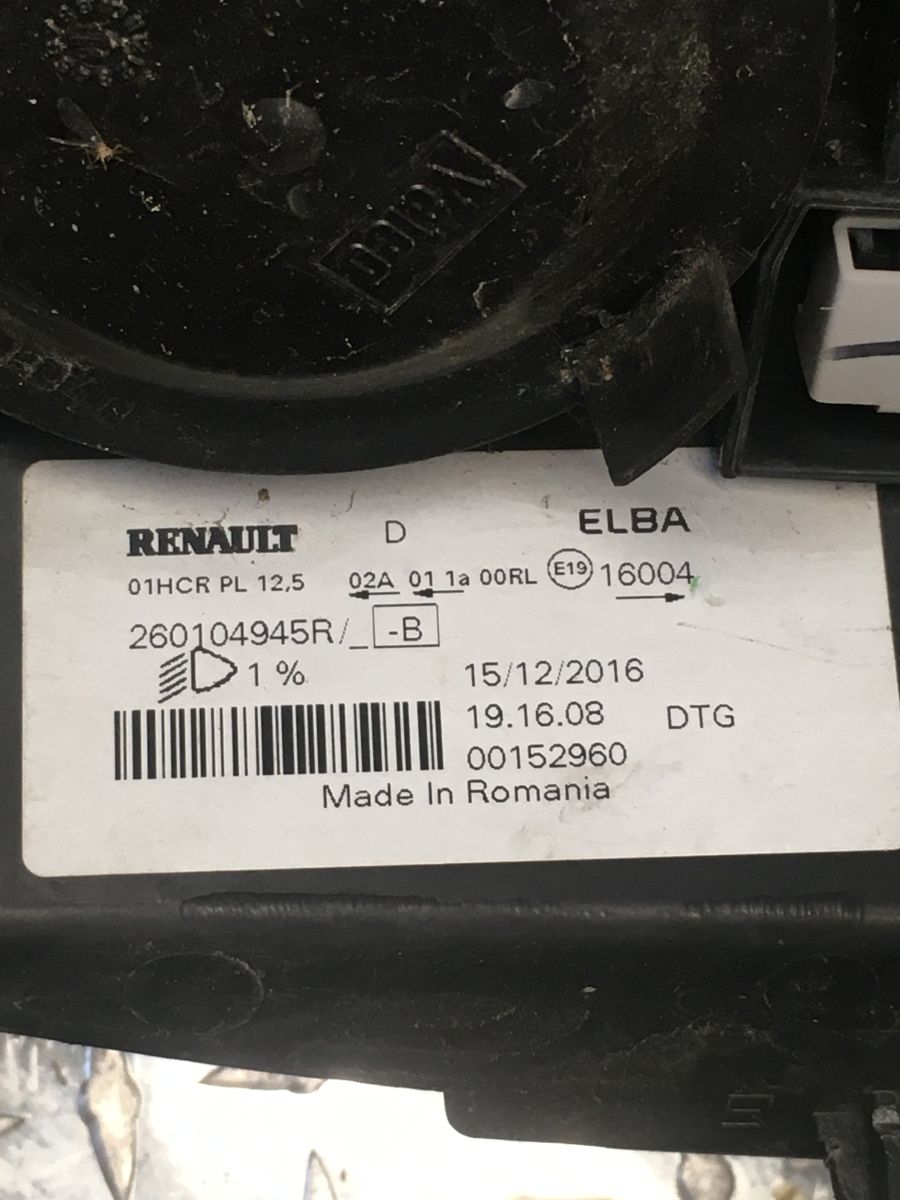 Valeo
RENAULT D ELBA
01HCR PL 12,5 02A 01 1a 00RL E19 16004
260104945R/_ -B
1 %
15/12/2016
19.16.08 DTG
00152960
Made In Romania